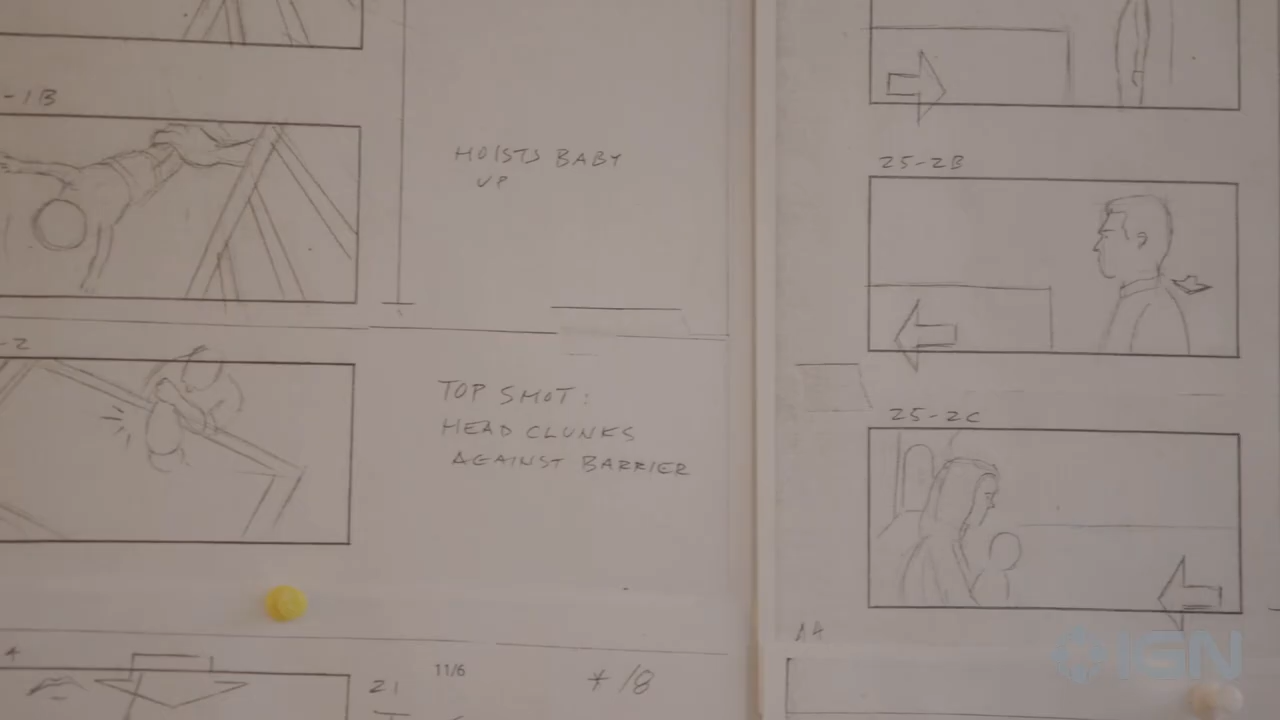 -1B
HOISTS BABY
UP
-2
TOP SHOT:
HEAD CLUNKS
AGAINST BARRIER
4
21
11/6
25-2B
25-2C
IGN